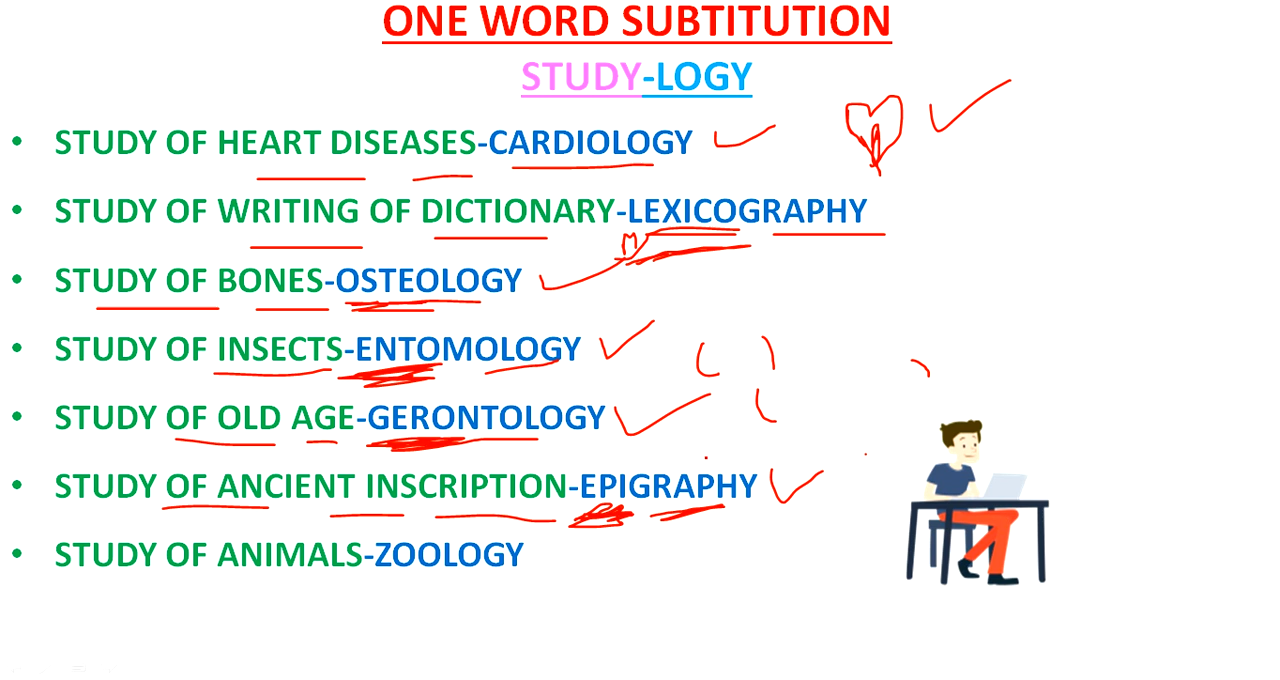 ONE WORD SUBTITUTION
STUDY-LOGY
• STUDY OF HEART DISEASES-CARDIOLOGY
• STUDY OF WRITING OF DICTIONARY-LEXICOGRAPHY
• STUDY OF BONES-OSTEOLOGY
• STUDY OF INSECTS-ENTOMOLOGY
• STUDY OF OLD AGE-GERONTOLOGY
• STUDY OF ANCIENT INSCRIPTION-EPIGRAPHY
• STUDY OF ANIMALS-ZOOLOGY